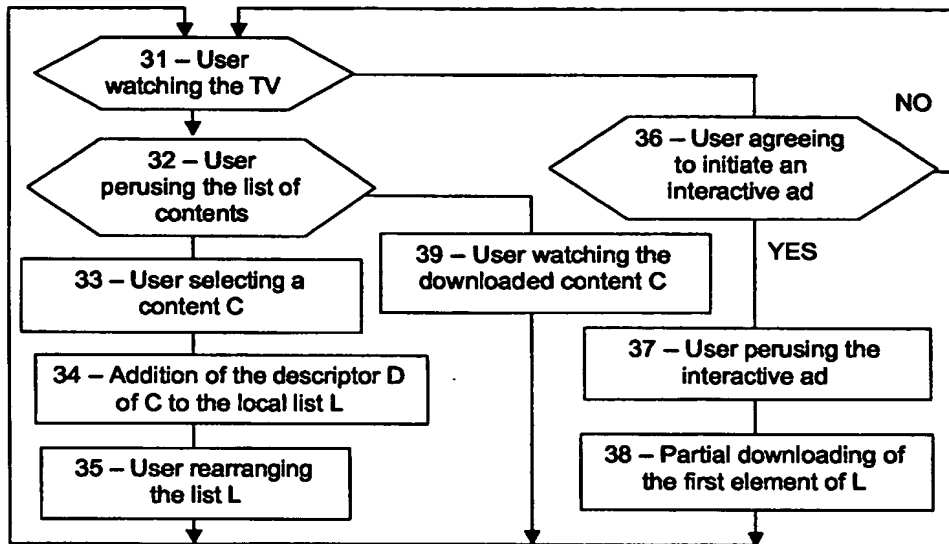 31 – User
watching the TV
NO
36 – User agreeing
to initiate an
interactive ad
32 – User
perusing the list of
contents
YES
39 – User watching the
downloaded content C
33 – User selecting a
content C
37 – User perusing the
interactive ad
34 – Addition of the descriptor D
of C to the local list L
38 – Partial downloading of
the first element of L
35 – User rearranging
the list L